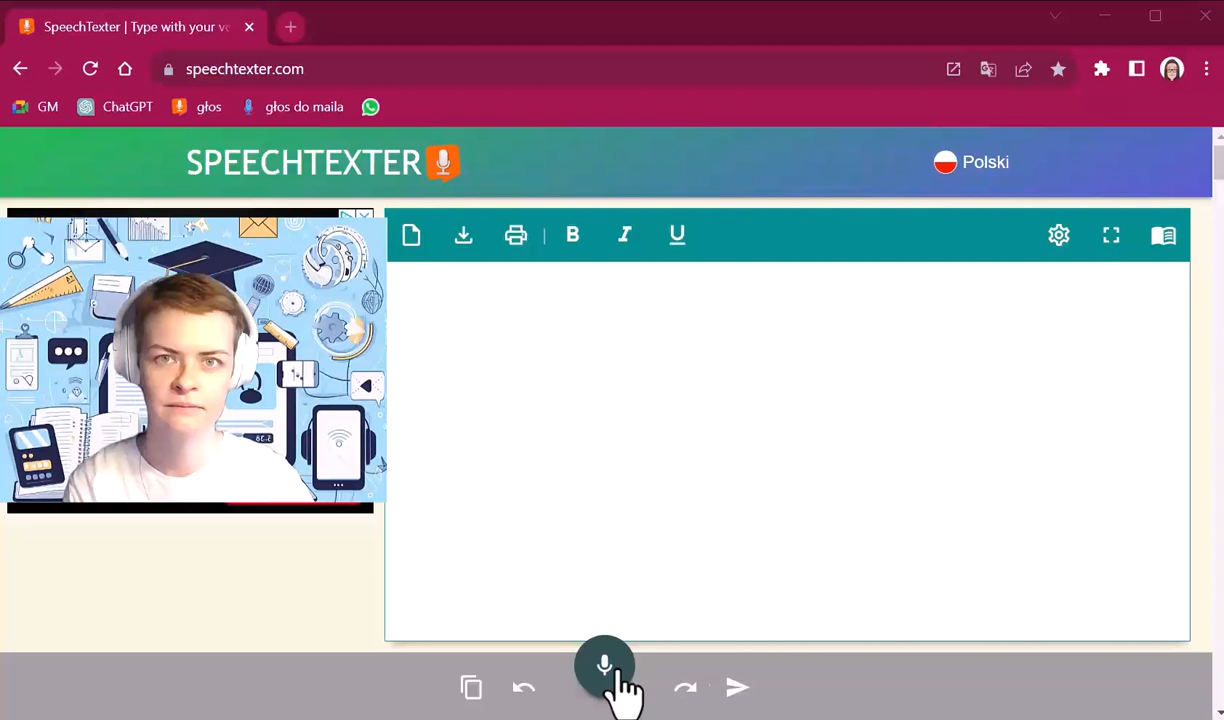 SpeechTexter | Type with your vo
speechtexter.com
GM
ChatGPT
głos
głos do maila
SPEECHTEXTER
Polski
B
I
U